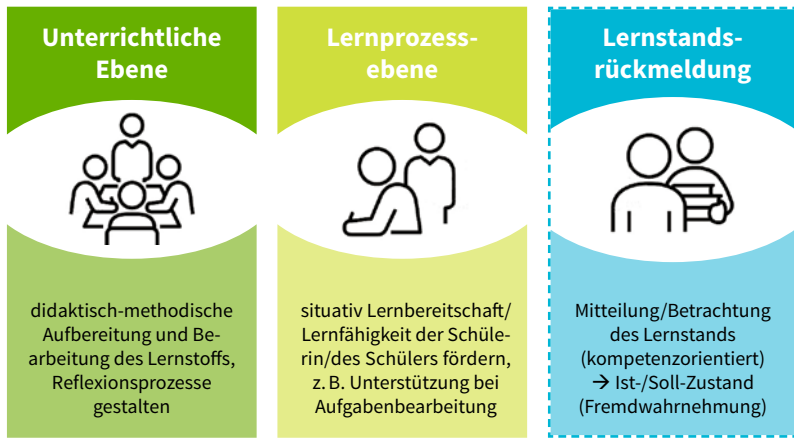 Unterrichtliche
Ebene
didaktisch-methodische
Aufbereitung und Be-
arbeitung des Lernstoffs,
Reflexionsprozesse
gestalten
Lernprozess-
ebene
situativ Lernbereitschaft/
Lernfähigkeit der Schüle-
rin/des Schülers fördern,
z. B. Unterstützung bei
Aufgabenbearbeitung
Lernstands-
rückmeldung
Mitteilung/Betrachtung
des Lernstands
(kompetenzorientiert)
→ Ist-/Soll-Zustand
(Fremdwahrnehmung)